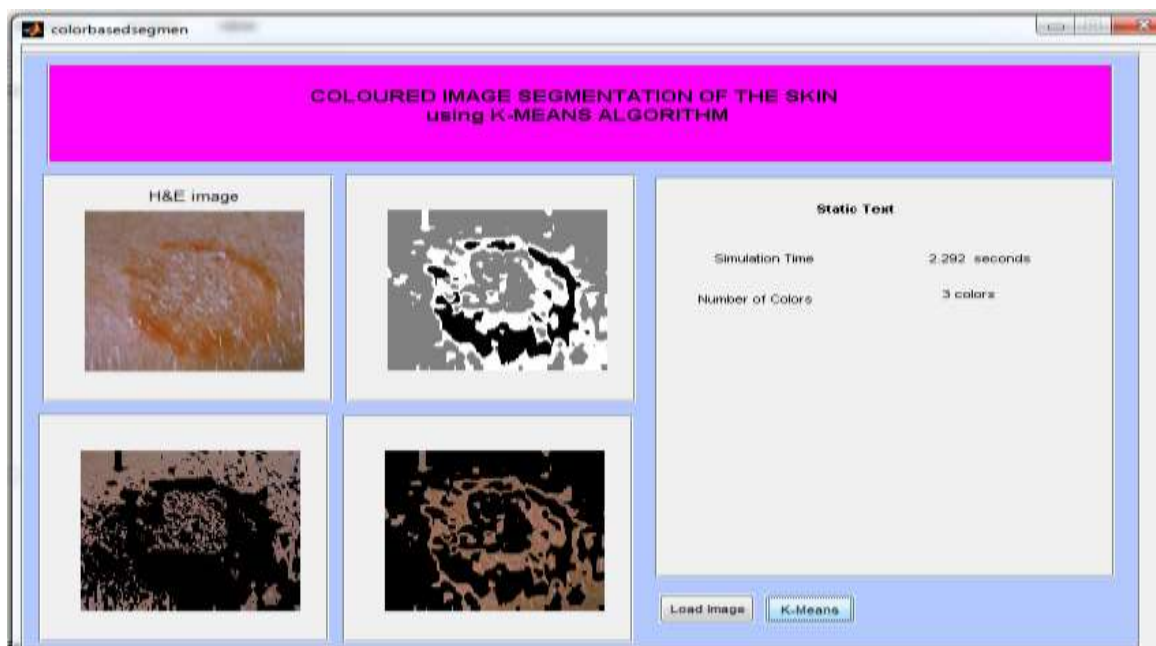 colorbasedsegmen
COLOURED IMAGE SEGMENTATION OF THE SKIN
using K-MEANS ALGORITHM
H&E image
Static Text
Simulation Time
2.292 seconds
Number of Colors
3 colors
Load Image
K-Means